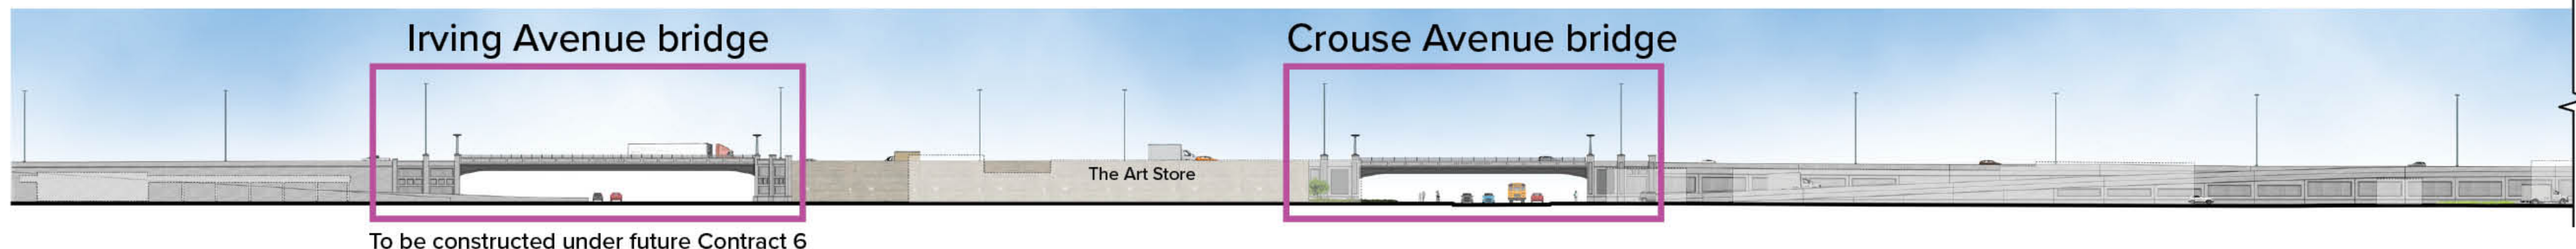 Irving Avenue bridge
Crouse Avenue bridge
The Art Store
To be constructed under future Contract 6